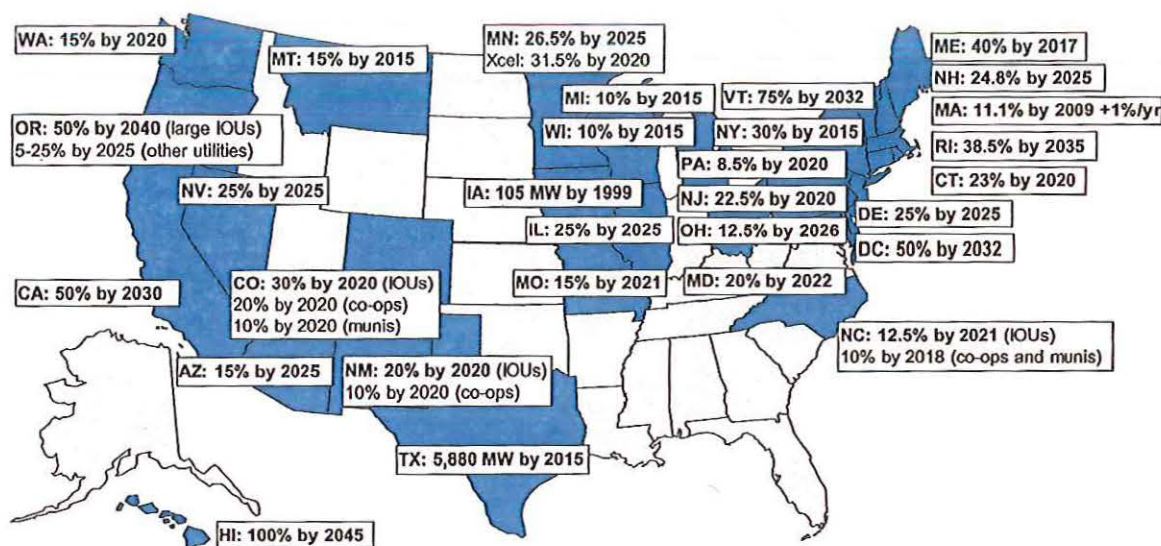 WA: 15% by 2020
MT: 15% by 2015
MN: 26.5% by 2025
Xcel: 31.5% by 2020
ME: 40% by 2017
NH: 24.8% by 2025
MI: 10% by 2015
VT: 75% by 2032
MA: 11.1% by 2009 +1%/yr
OR: 50% by 2040 (large IOUs)
5-25% by 2025 (other utilities)
WI: 10% by 2015
NY: 30% by 2015
RI: 38.5% by 2035
PA: 8.5% by 2020
CT: 23% by 2020
NV: 25% by 2025
IA: 105 MW by 1999
NJ: 22.5% by 2020
DE: 25% by 2025
IL: 25% by 2025
OH: 12.5% by 2026
DC: 50% by 2032
CA: 50% by 2030
CO: 30% by 2020 (IOUs)
20% by 2020 (co-ops)
10% by 2020 (munis)
MO: 15% by 2021
MD: 20% by 2022
NC: 12.5% by 2021 (IOUs)
10% by 2018 (co-ops and munis)
AZ: 15% by 2025
NM: 20% by 2020 (IOUs)
10% by 2020 (co-ops)
TX: 5,880 MW by 2015
HI: 100% by 2045